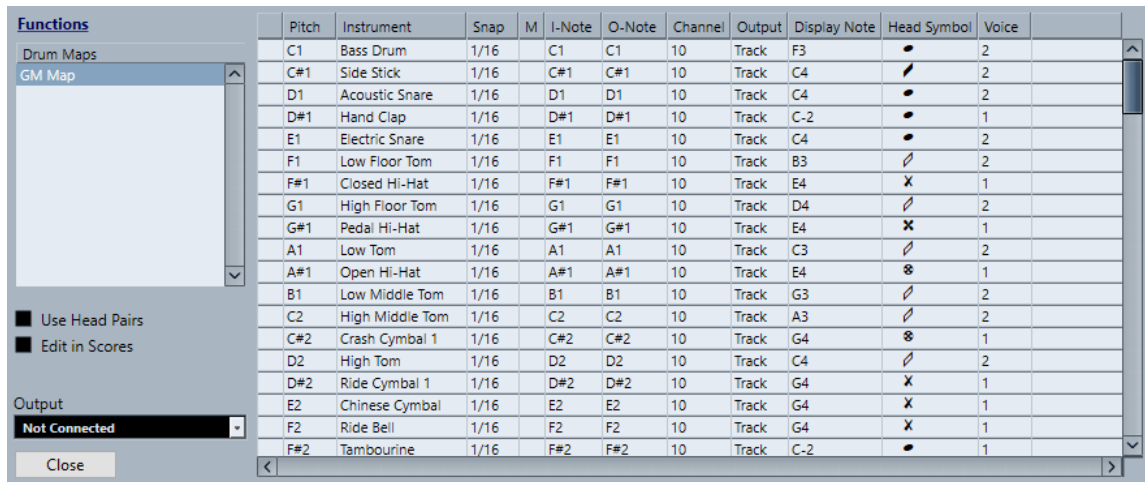 Functions
Drum Maps
GM Map
Use Head Pairs
Edit in Scores
Output
Not Connected
Close
Pitch Instrument Snap M I-Note O-Note Channel Output Display Note Head Symbol Voice
C1 Bass Drum 1/16 C1 C1 10 Track F3 2
C#1 Side Stick 1/16 C#1 C#1 10 Track C4 2
D1 Acoustic Snare 1/16 D1 D1 10 Track C4 2
D#1 Hand Clap 1/16 D#1 D#1 10 Track C-2 1
E1 Electric Snare 1/16 E1 E1 10 Track C4 2
F1 Low Floor Tom 1/16 F1 F1 10 Track B3 2
F#1 Closed Hi-Hat 1/16 F#1 F#1 10 Track E4 1
G1 High Floor Tom 1/16 G1 G1 10 Track D4 2
G#1 Pedal Hi-Hat 1/16 G#1 G#1 10 Track E4 1
A1 Low Tom 1/16 A1 A1 10 Track C3 2
A#1 Open Hi-Hat 1/16 A#1 A#1 10 Track E4 1
B1 Low Middle Tom 1/16 B1 B1 10 Track G3 2
C2 High Middle Tom 1/16 C2 C2 10 Track A3 2
C#2 Crash Cymbal 1 1/16 C#2 C#2 10 Track G4 1
D2 High Tom 1/16 D2 D2 10 Track C4 2
D#2 Ride Cymbal 1 1/16 D#2 D#2 10 Track G4 1
E2 Chinese Cymbal 1/16 E2 E2 10 Track G4 1
F2 Ride Bell 1/16 F2 F2 10 Track G4 1
F#2 Tambourine 1/16 F#2 F#2 10 Track C-2 1